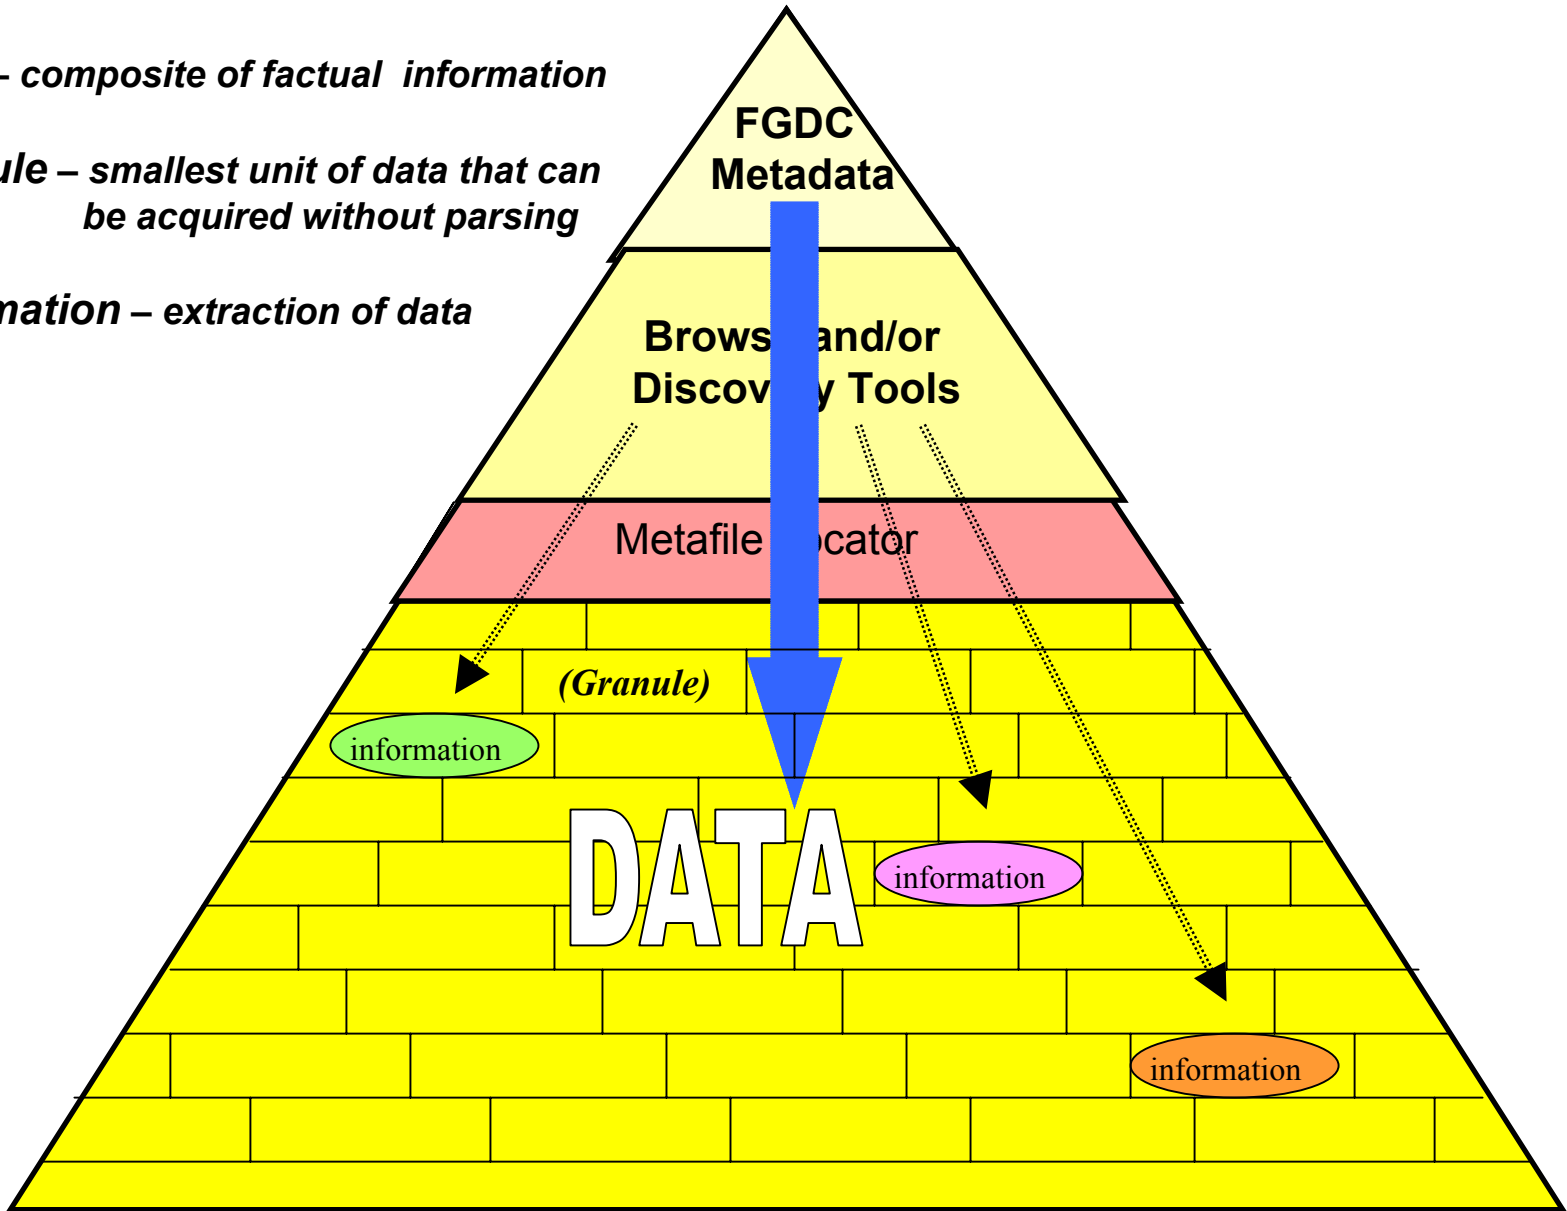 – composite of factual information
ule – smallest unit of data that can
be acquired without parsing
mation – extraction of data
FGDC
Metadata
Brows and/or
Discov y Tools
Metafile ocator
(Granule)
information
DATA
information
information